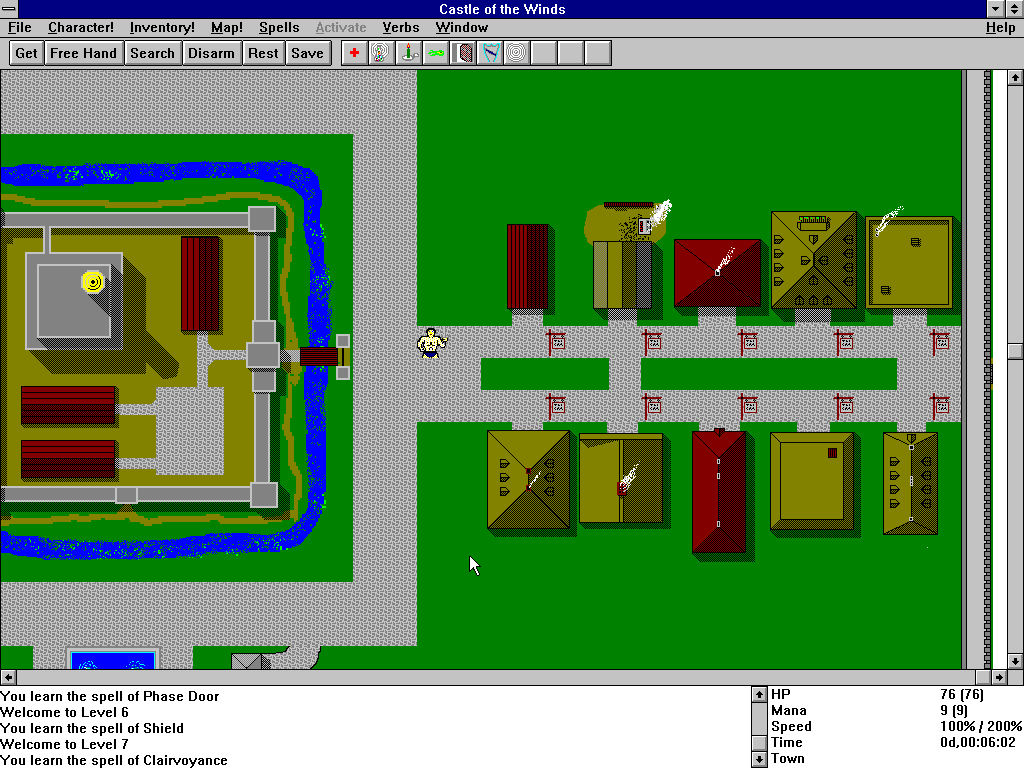 Castle of the Winds
File Character! Inventory! Map! Spells Activate Verbs Window Help
Get Free Hand Search Disarm Rest Save
You learn the spell of Phase Door
Welcome to Level 6
You learn the spell of Shield
Welcome to Level 7
You learn the spell of Clairvoyance
HP 76 (76)
Mana 9 (9)
Speed 100% / 200%
Time 0d,00:06:02
Town